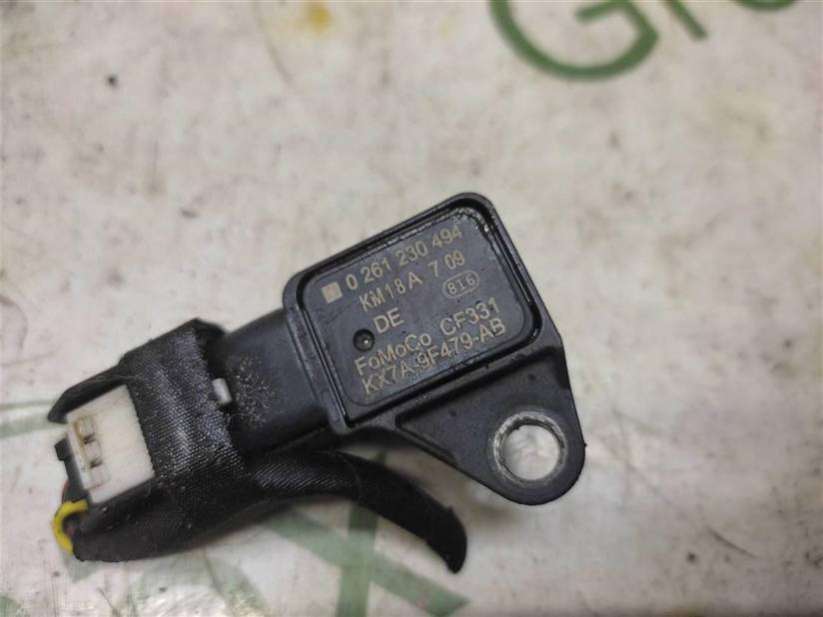 0 261 230 494
KM18A 7 09
DE 816
FoMoCo CF331
KX7A-9F479-AB